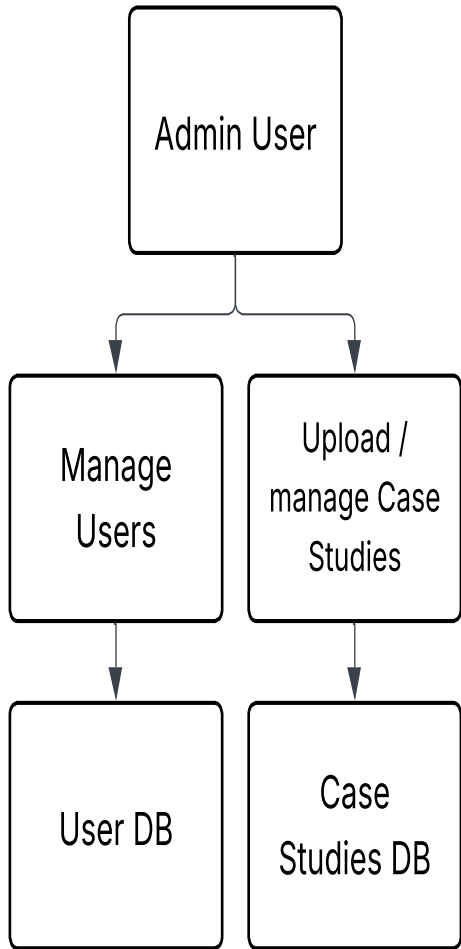 Admin User
Manage
Users
Upload /
manage Case
Studies
User DB
Case
Studies DB